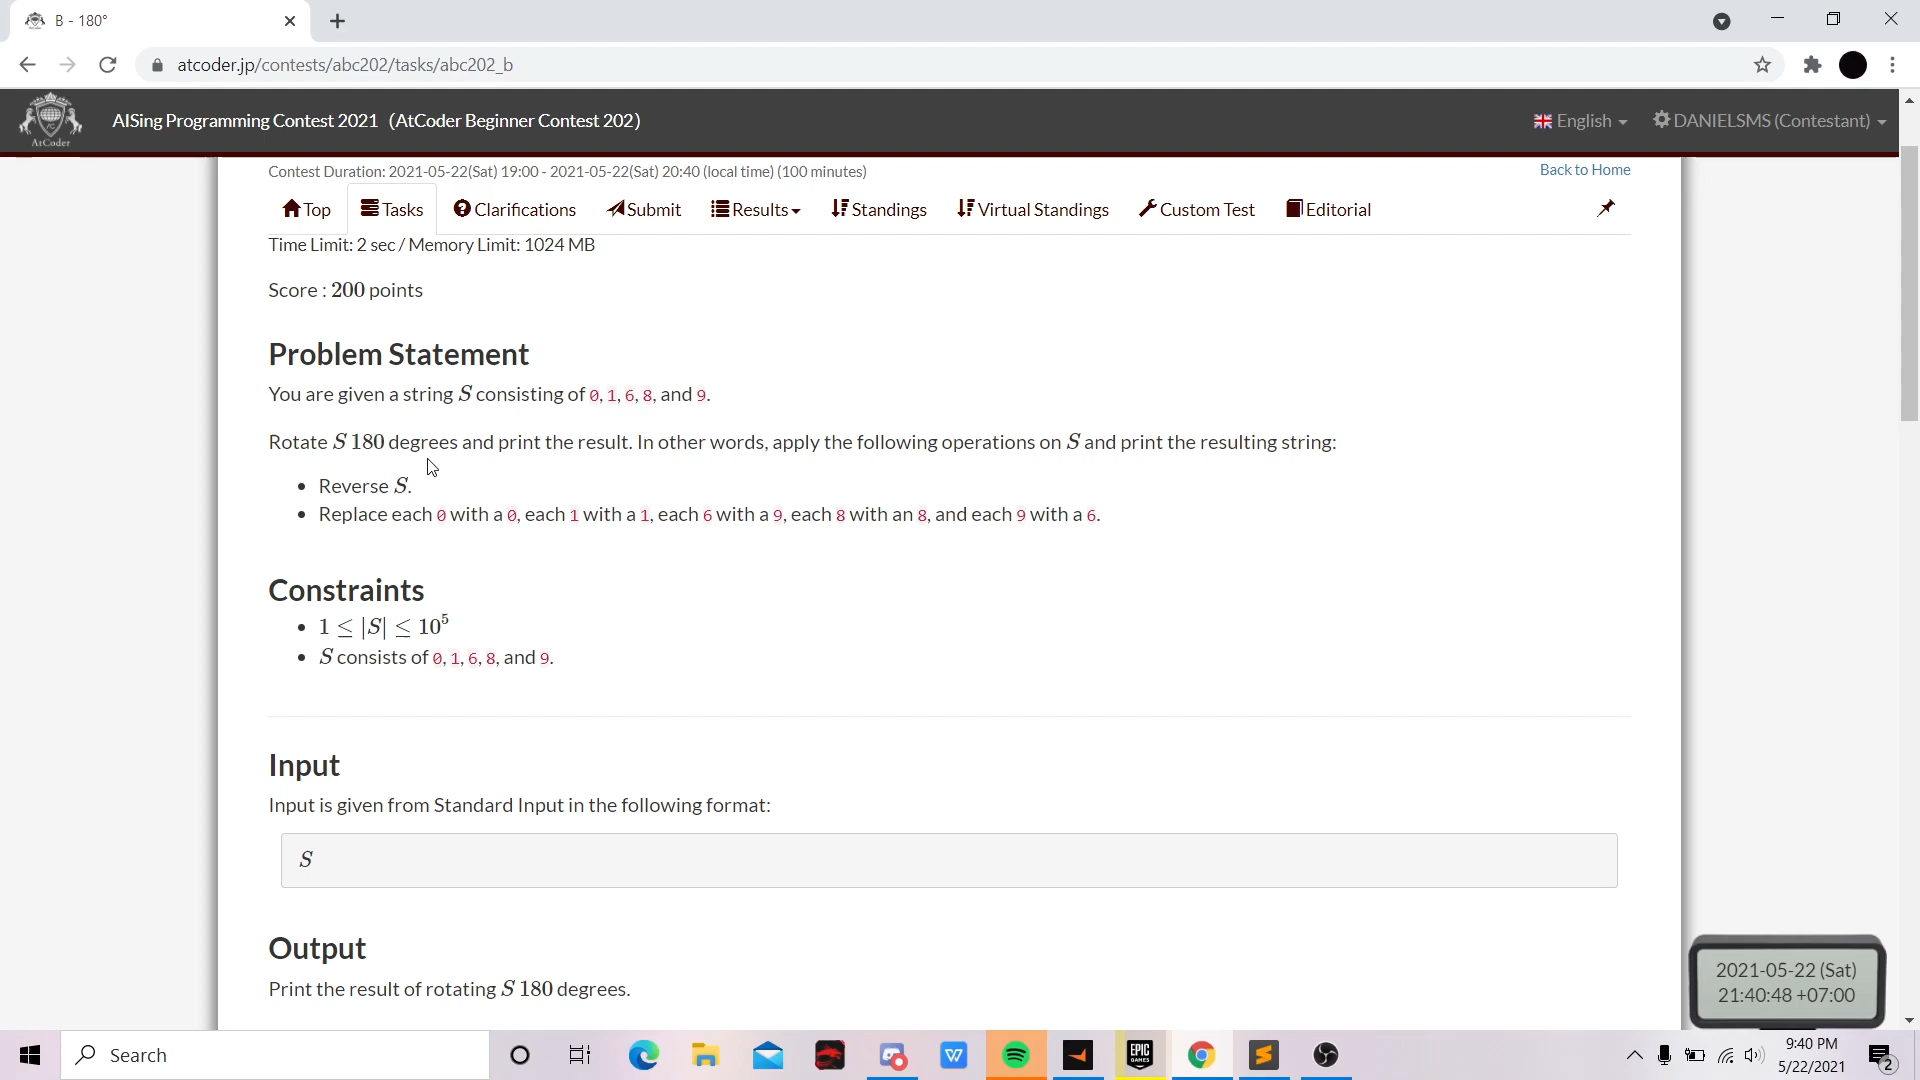 B - 180°
atcoder.jp/contests/abc202/tasks/abc202_b
AtCoder
AISing Programming Contest 2021 (AtCoder Beginner Contest 202)
English
DANIELSMS (Contestant)
Contest Duration: 2021-05-22(Sat) 19:00 - 2021-05-22(Sat) 20:40 (local time) (100 minutes)
Back to Home
Top Tasks Clarifications Submit Results Standings Virtual Standings Custom Test Editorial
Time Limit: 2 sec / Memory Limit: 1024 MB
Score : 200 points
Problem Statement
You are given a string S consisting of 0, 1, 6, 8, and 9.
Rotate S 180 degrees and print the result. In other words, apply the following operations on S and print the resulting string:
• Reverse S.
• Replace each 0 with a 0, each 1 with a 1, each 6 with a 9, each 8 with an 8, and each 9 with a 6.
Constraints
• 1 ≤ |S| ≤ 10⁵
• S consists of 0, 1, 6, 8, and 9.
Input
Input is given from Standard Input in the following format:
S
Output
Print the result of rotating S 180 degrees.
2021-05-22 (Sat)
21:40:48 +07:00
Search
W
EPIC
GAMES
9:40 PM
5/22/2021
2